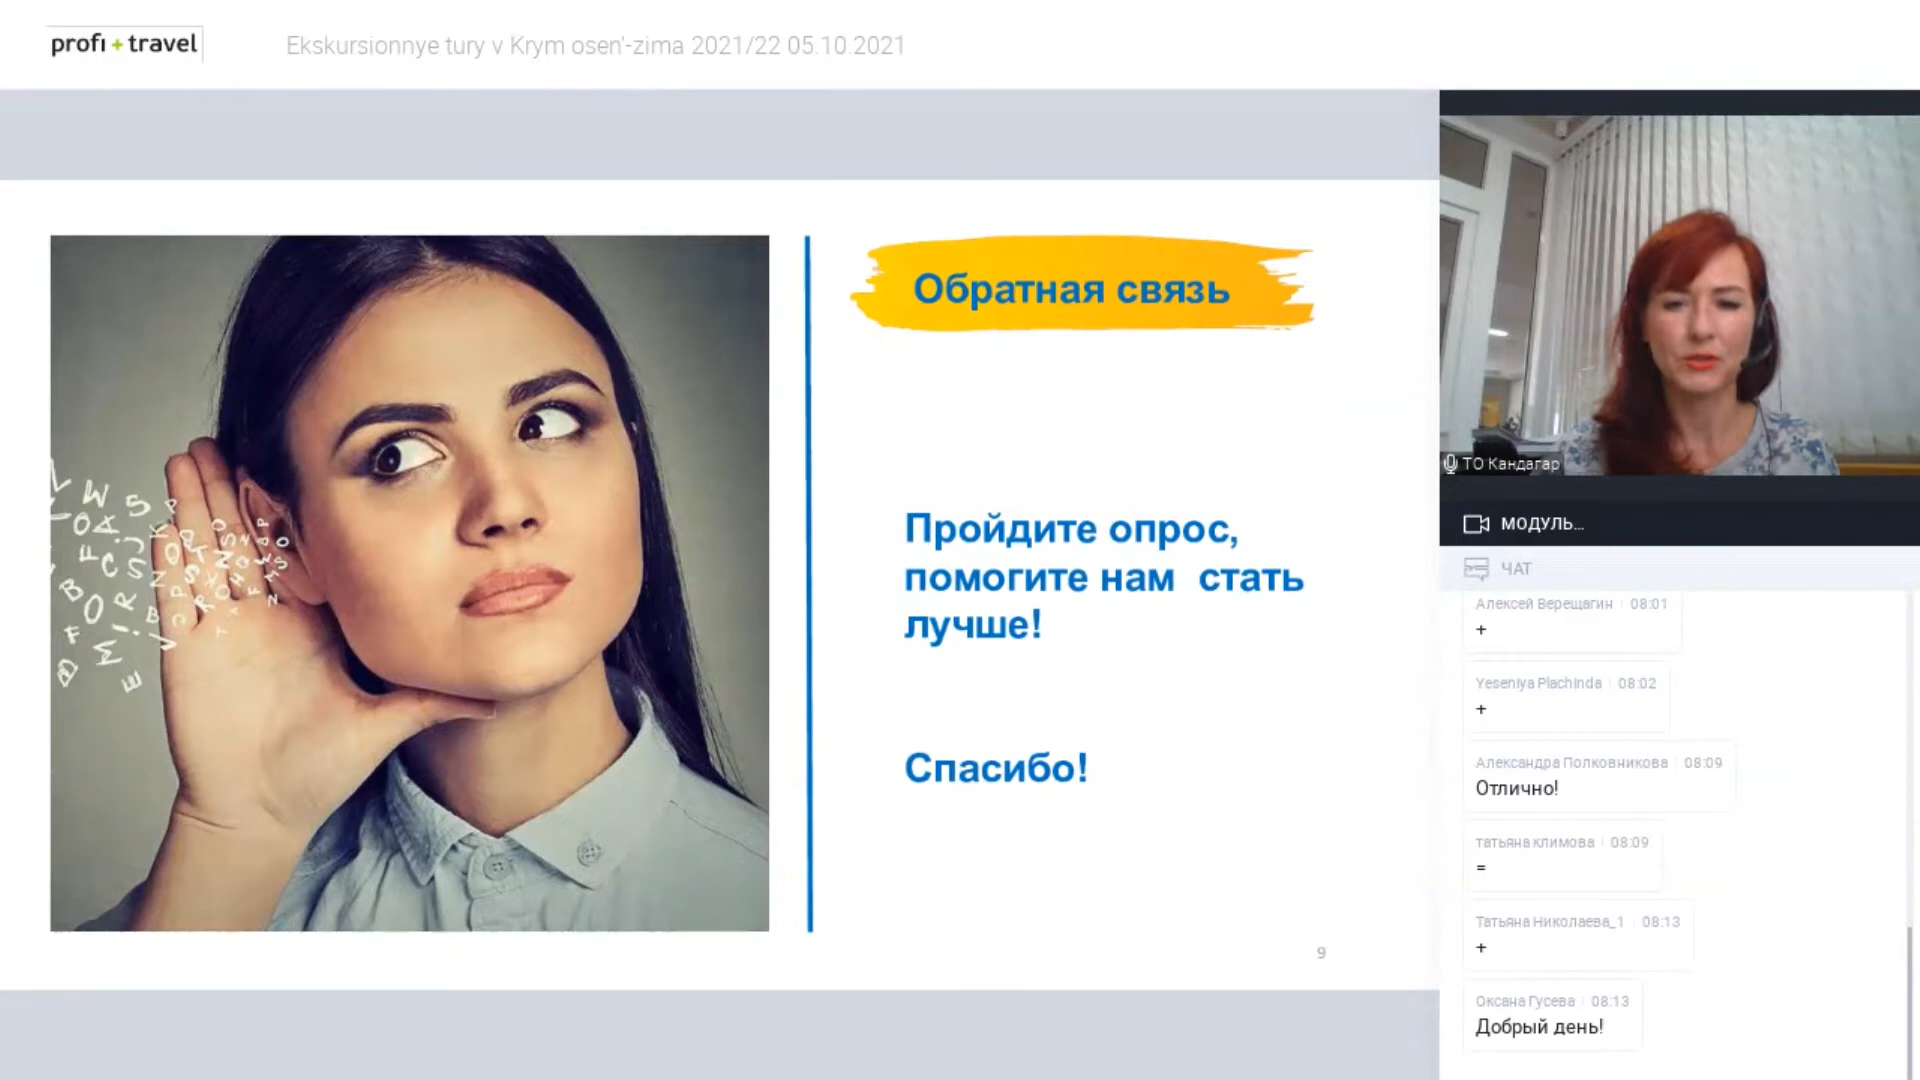 profi + travel
Ekskursionnye tury v Krym osen'-zima 2021/22 05.10.2021
Обратная связь
Пройдите опрос,
помогите нам стать
лучше!
Спасибо!
9
ТО Кандагар
МОДУЛЬ...
ЧАТ
Алексей Верещагин 08:01
+
Yeseniya Plachinda 08:02
+
Александра Полковникова 08:09
Отлично!
татьяна климова 08:09
=
Татьяна Николаева_1 08:13
+
Оксана Гусева 08:13
Добрый день!